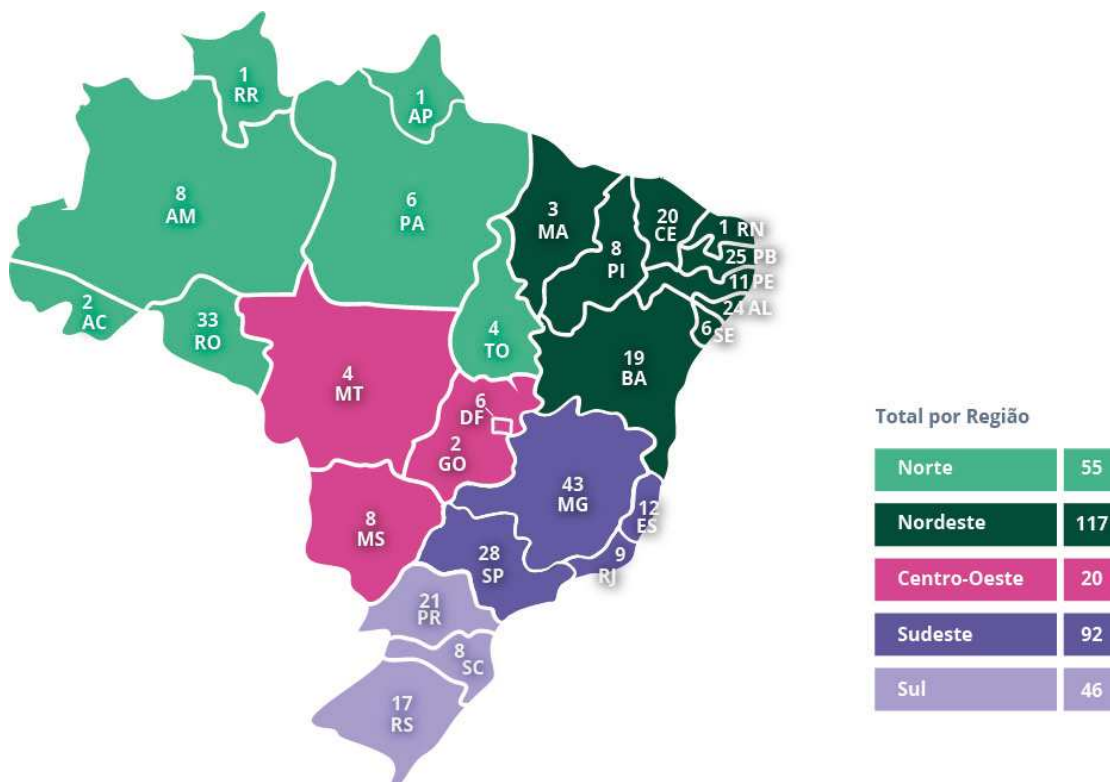 1
RR
1
AP
8
AM
6
PA
3
MA
20
CE
1 RN
8
PI
25 PB
11 PE
24 AL
6 SE
2
AC
33
RO
4
TO
19
BA
4
MT
6
DF
2
GO
43
MG
12
ES
8
MS
28
SP
9
RJ
21
PR
8
SC
17
RS
Total por Região
Norte 55
Nordeste 117
Centro-Oeste 20
Sudeste 92
Sul 46